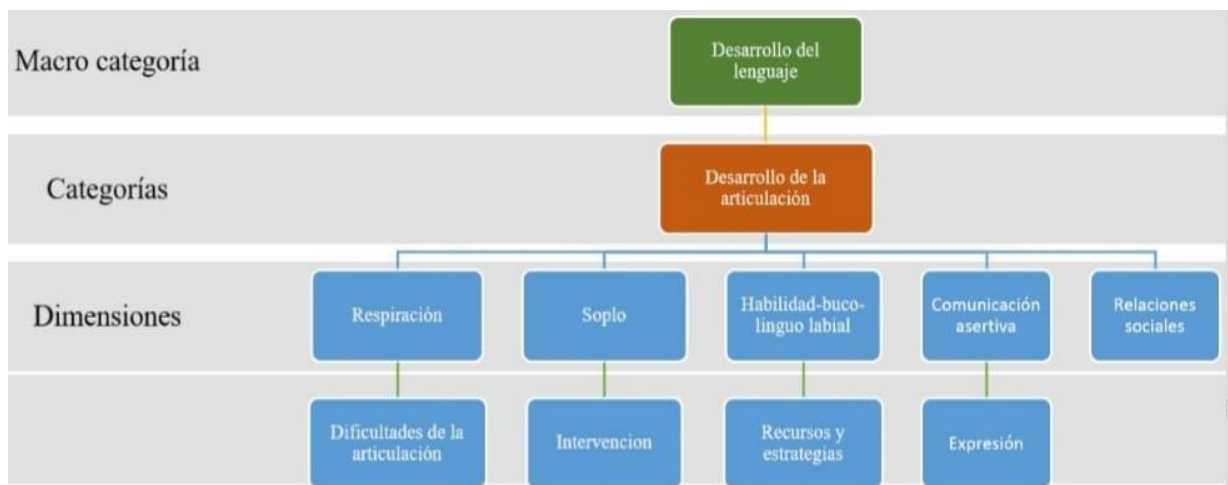 Macro categoría
Desarrollo del
lenguaje
Categorías
Desarrollo de la
articulación
Dimensiones
Respiración
Soplo
Habilidad-buco-
linguo labial
Comunicación
asertiva
Relaciones
sociales
Dificultades de la
articulación
Intervencion
Recursos y
estrategias
Expresión